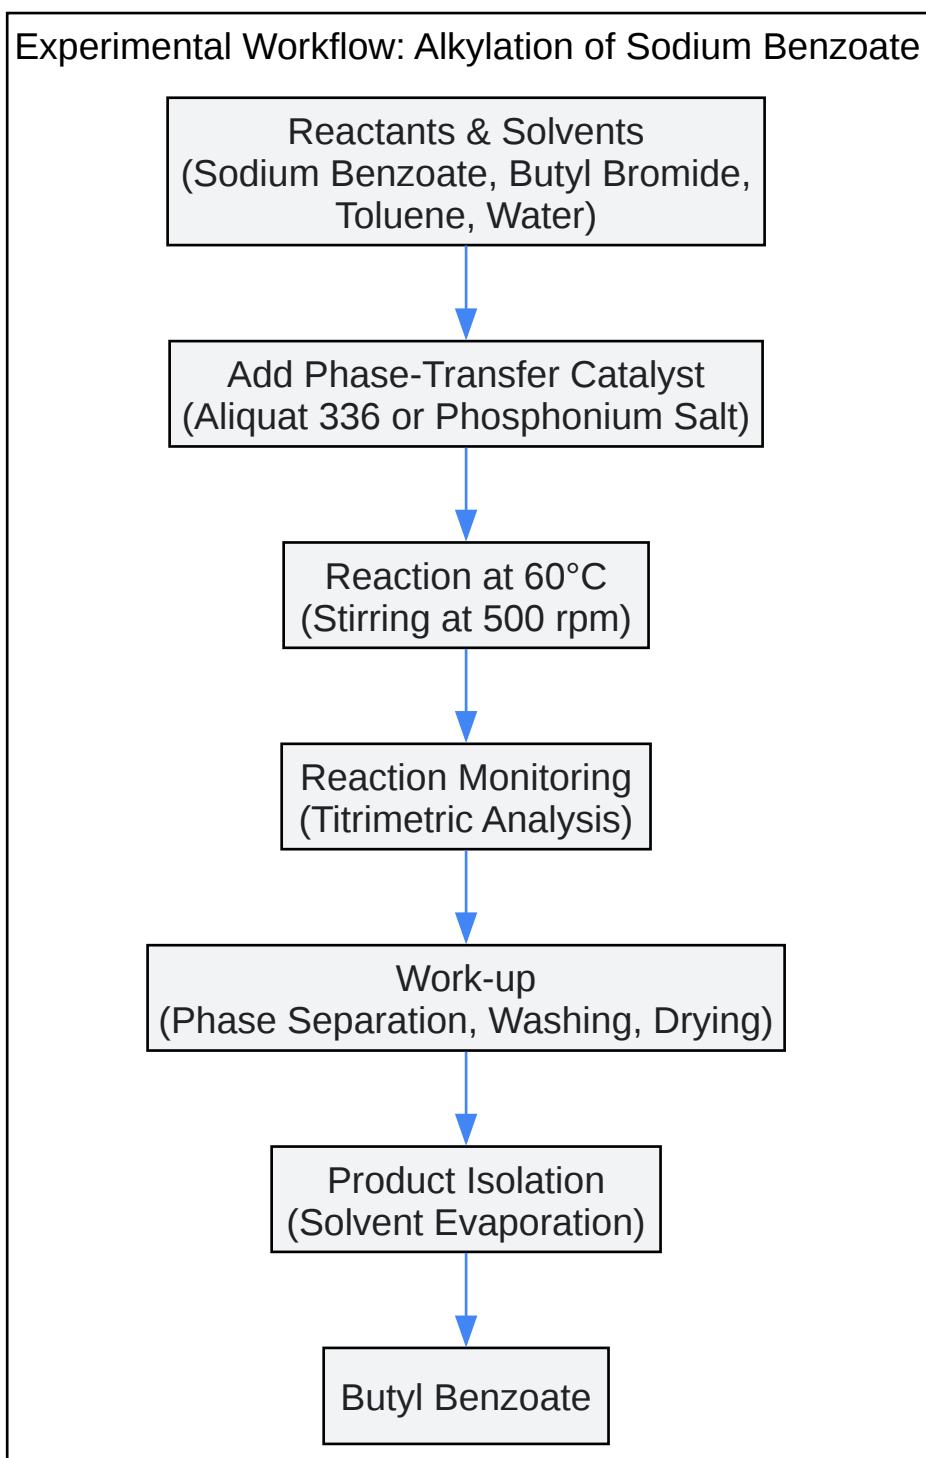 Experimental Workflow: Alkylation of Sodium Benzoate
Reactants & Solvents
(Sodium Benzoate, Butyl Bromide,
Toluene, Water)
Add Phase-Transfer Catalyst
(Aliquat 336 or Phosphonium Salt)
Reaction at 60°C
(Stirring at 500 rpm)
Reaction Monitoring
(Titrimetric Analysis)
Work-up
(Phase Separation, Washing, Drying)
Product Isolation
(Solvent Evaporation)
Butyl Benzoate